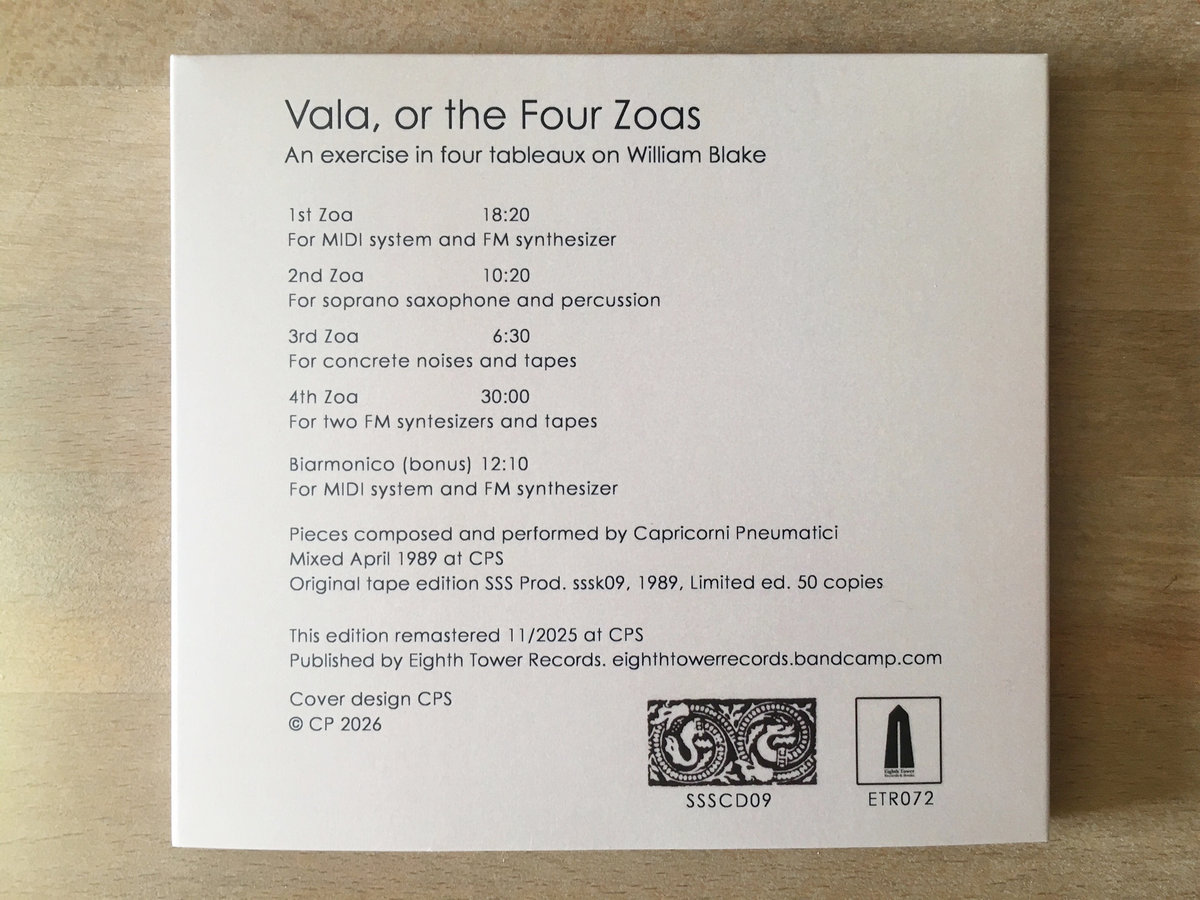 Vala, or the Four Zoas
An exercise in four tableaux on William Blake
1st Zoa 18:20
For MIDI system and FM synthesizer
2nd Zoa 10:20
For soprano saxophone and percussion
3rd Zoa 6:30
For concrete noises and tapes
4th Zoa 30:00
For two FM syntesizers and tapes
Biarmonico (bonus) 12:10
For MIDI system and FM synthesizer
Pieces composed and performed by Capricorni Pneumatici
Mixed April 1989 at CPS
Original tape edition SSS Prod. sssk09, 1989, Limited ed. 50 copies
This edition remastered 11/2025 at CPS
Published by Eighth Tower Records. eighthtowerrecords.bandcamp.com
Cover design CPS
© CP 2026
Eighth Tower
SSSCD09
ETR072